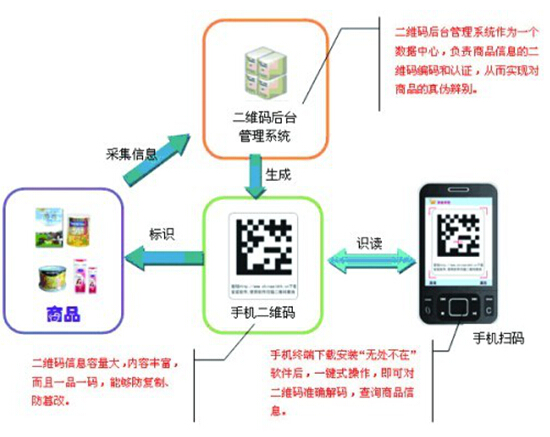 二维码后台管理系统作为一个
数据中心，负责商品信息的二
维码编码和认证，从而实现对
商品的真伪辨别。
二维码后台
管理系统
采集信息
生成
标识
识读
商品
手机二维码
手机扫码
二维码信息容量大，内容丰富，
而且一品一码，能够防复制、
防篡改。
手机终端下载安装“无处不在”
软件后，一键式操作，即可对
二维码准确解码，查询商品信
息。